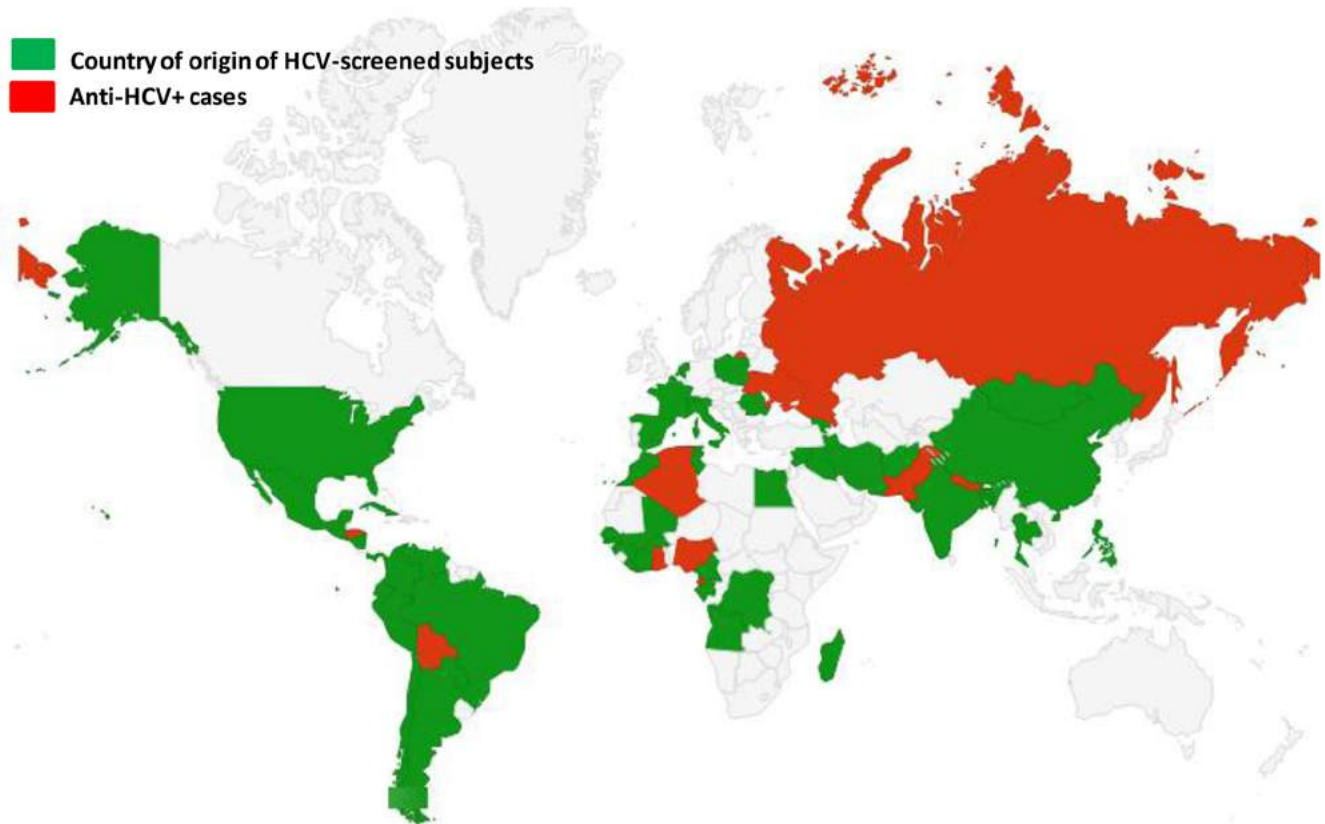 Country of origin of HCV-screened subjects
Anti-HCV+ cases